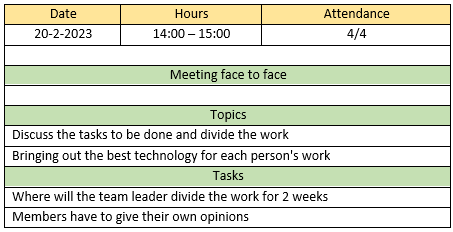 Date Hours Attendance
20-2-2023 14:00 – 15:00 4/4
Meeting face to face
Topics
Discuss the tasks to be done and divide the work
Bringing out the best technology for each person's work
Tasks
Where will the team leader divide the work for 2 weeks
Members have to give their own opinions